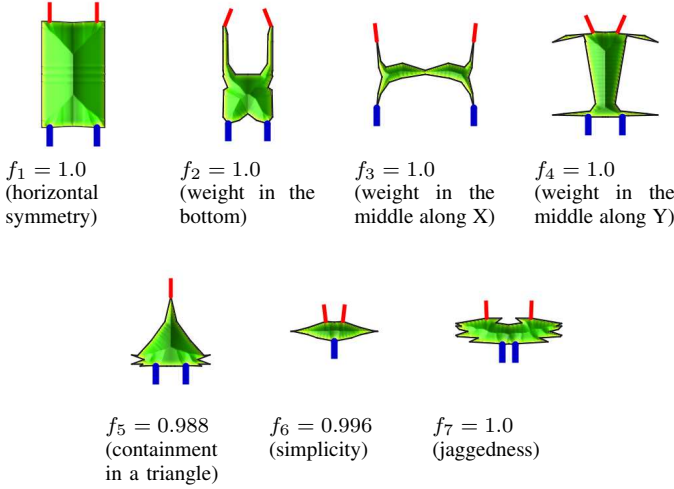 f₁ = 1.0
(horizontal
symmetry)
f₂ = 1.0
(weight in the
bottom)
f₃ = 1.0
(weight in the
middle along X)
f₄ = 1.0
(weight in the
middle along Y)
f₅ = 0.988
(containment
in a triangle)
f₆ = 0.996
(simplicity)
f₇ = 1.0
(jaggedness)